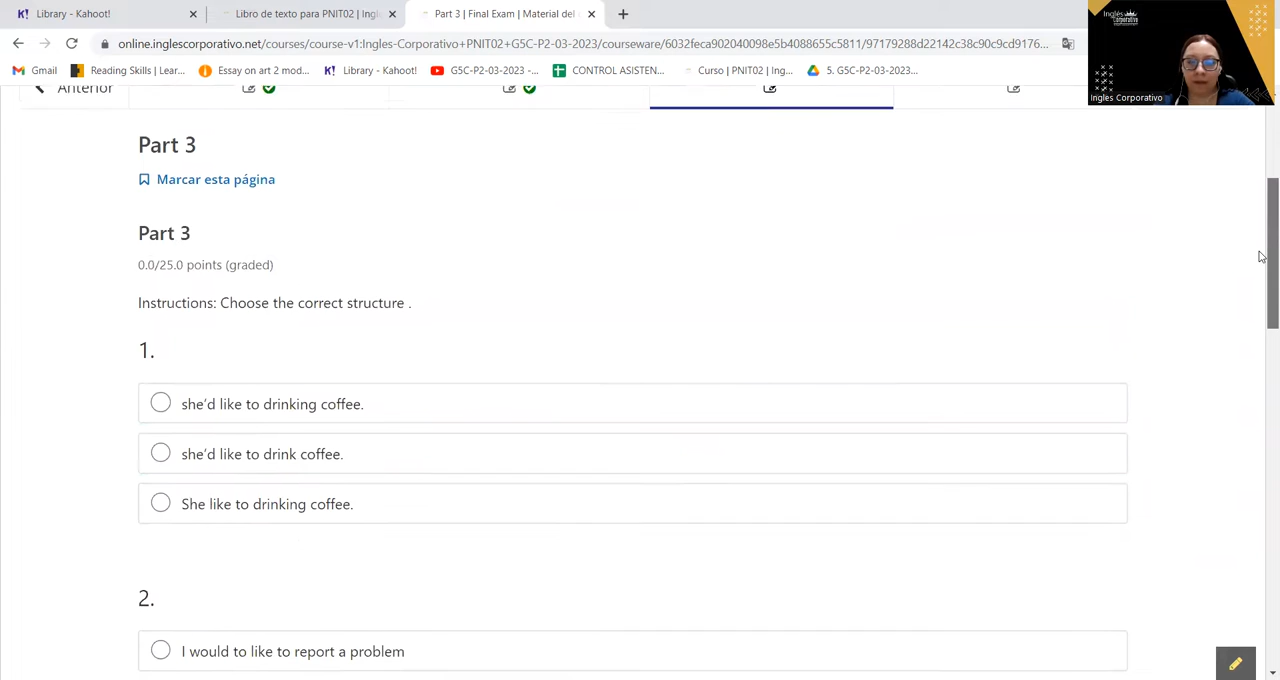 Library - Kahoot!
Libro de texto para PNIT02 | Ingl
Part 3 | Final Exam | Material del
online.inglescorporativo.net/courses/course-v1:Ingles-Corporativo+PNIT02+G5C-P2-03-2023/courseware/6032feca902040098e5b4088655c5811/97179288d22142c38c90c9cd9176...
Gmail
Reading Skills | Lear...
Essay on art 2 mod...
Library - Kahoot!
G5C-P2-03-2023 -...
CONTROL ASISTEN...
Curso | PNIT02 | Ing...
5. G5C-P2-03-2023...
Inglés
Corporativo
Ingles Corporativo
Anterior
Part 3
Marcar esta página
Part 3
0.0/25.0 points (graded)
Instructions: Choose the correct structure .
1.
she’d like to drinking coffee.
she’d like to drink coffee.
She like to drinking coffee.
2.
I would to like to report a problem